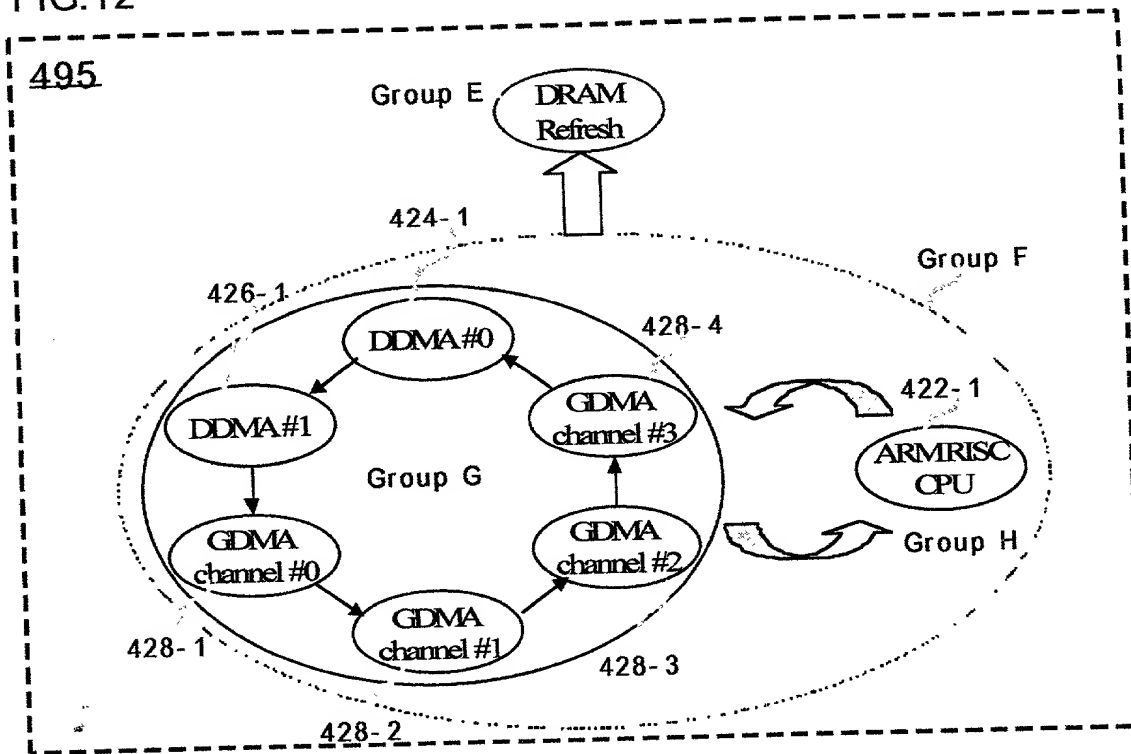 FIG.12
495
Group E
DRAM
Refresh
424-1
Group F
426-1
DDMA #0
428-4
422-1
DDMA #1
GDMA
channel #3
ARM RISC
CPU
Group G
GDMA
channel #0
GDMA
channel #2
Group H
GDMA
channel #1
428-1
428-3
428-2